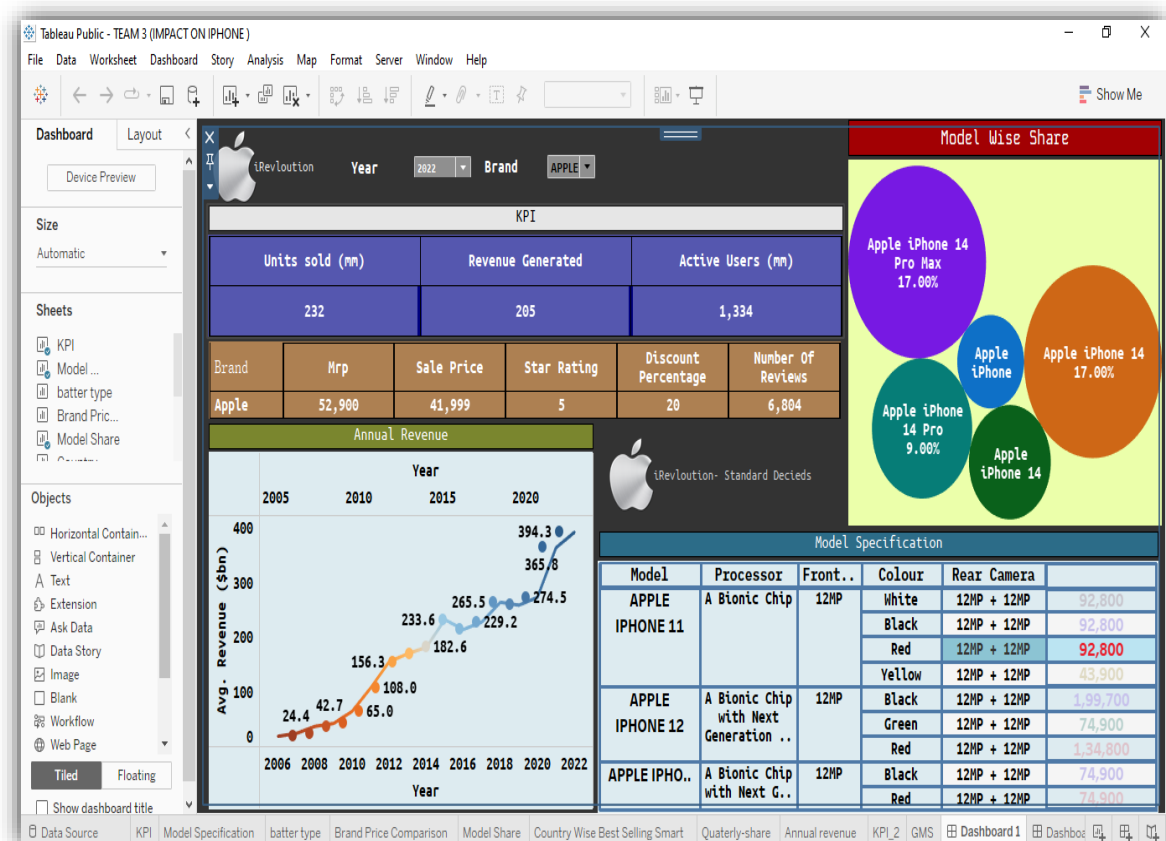 Tableau Public - TEAM 3 (IMPACT ON IPHONE )
File Data Worksheet Dashboard Story Analysis Map Format Server Window Help
Show Me
Dashboard Layout
Device Preview
Size
Automatic
Sheets
KPI
Model ...
batter type
Brand Pric...
Model Share
Objects
Horizontal Contain...
Vertical Container
Text
Extension
Ask Data
Data Story
Image
Blank
Workflow
Web Page
Tiled Floating
Show dashboard title
iRevloution Year 2022 Brand APPLE
KPI
Units sold (mm) Revenue Generated Active Users (mm)
232 205 1,334
Brand Mrp Sale Price Star Rating Discount Percentage Number Of Reviews
Apple 52,900 41,999 5 20 6,804
Annual Revenue
Year
2005 2010 2015 2020
Avg. Revenue ($bn)
400
300
200
100
0
394.3
365.8
265.5 274.5
233.6 229.2
182.6
156.3
108.0
42.7
24.4 65.0
2006 2008 2010 2012 2014 2016 2018 2020 2022
Year
iRevloution- Standard Decieds
Model Wise Share
Apple iPhone 14
Pro Max
17.00%
Apple
iPhone
Apple iPhone 14
17.00%
Apple iPhone
14 Pro
9.00%
Apple
iPhone 14
Model Specification
Model Processor Front.. Colour Rear Camera
APPLE IPHONE 11 A Bionic Chip 12MP White 12MP + 12MP 92,800
Black 12MP + 12MP 92,800
Red 12MP + 12MP 92,800
Yellow 12MP + 12MP 43,900
APPLE IPHONE 12 A Bionic Chip with Next Generation .. 12MP Black 12MP + 12MP 1,99,700
Green 12MP + 12MP 74,900
Red 12MP + 12MP 1,34,800
APPLE IPHO.. A Bionic Chip with Next G.. 12MP Black 12MP + 12MP 74,900
Red 12MP + 12MP 74,900
Data Source KPI Model Specification batter type Brand Price Comparison Model Share Country Wise Best Selling Smart Quaterly-share Annual revenue KPI_2 GMS Dashboard 1 Dashboa